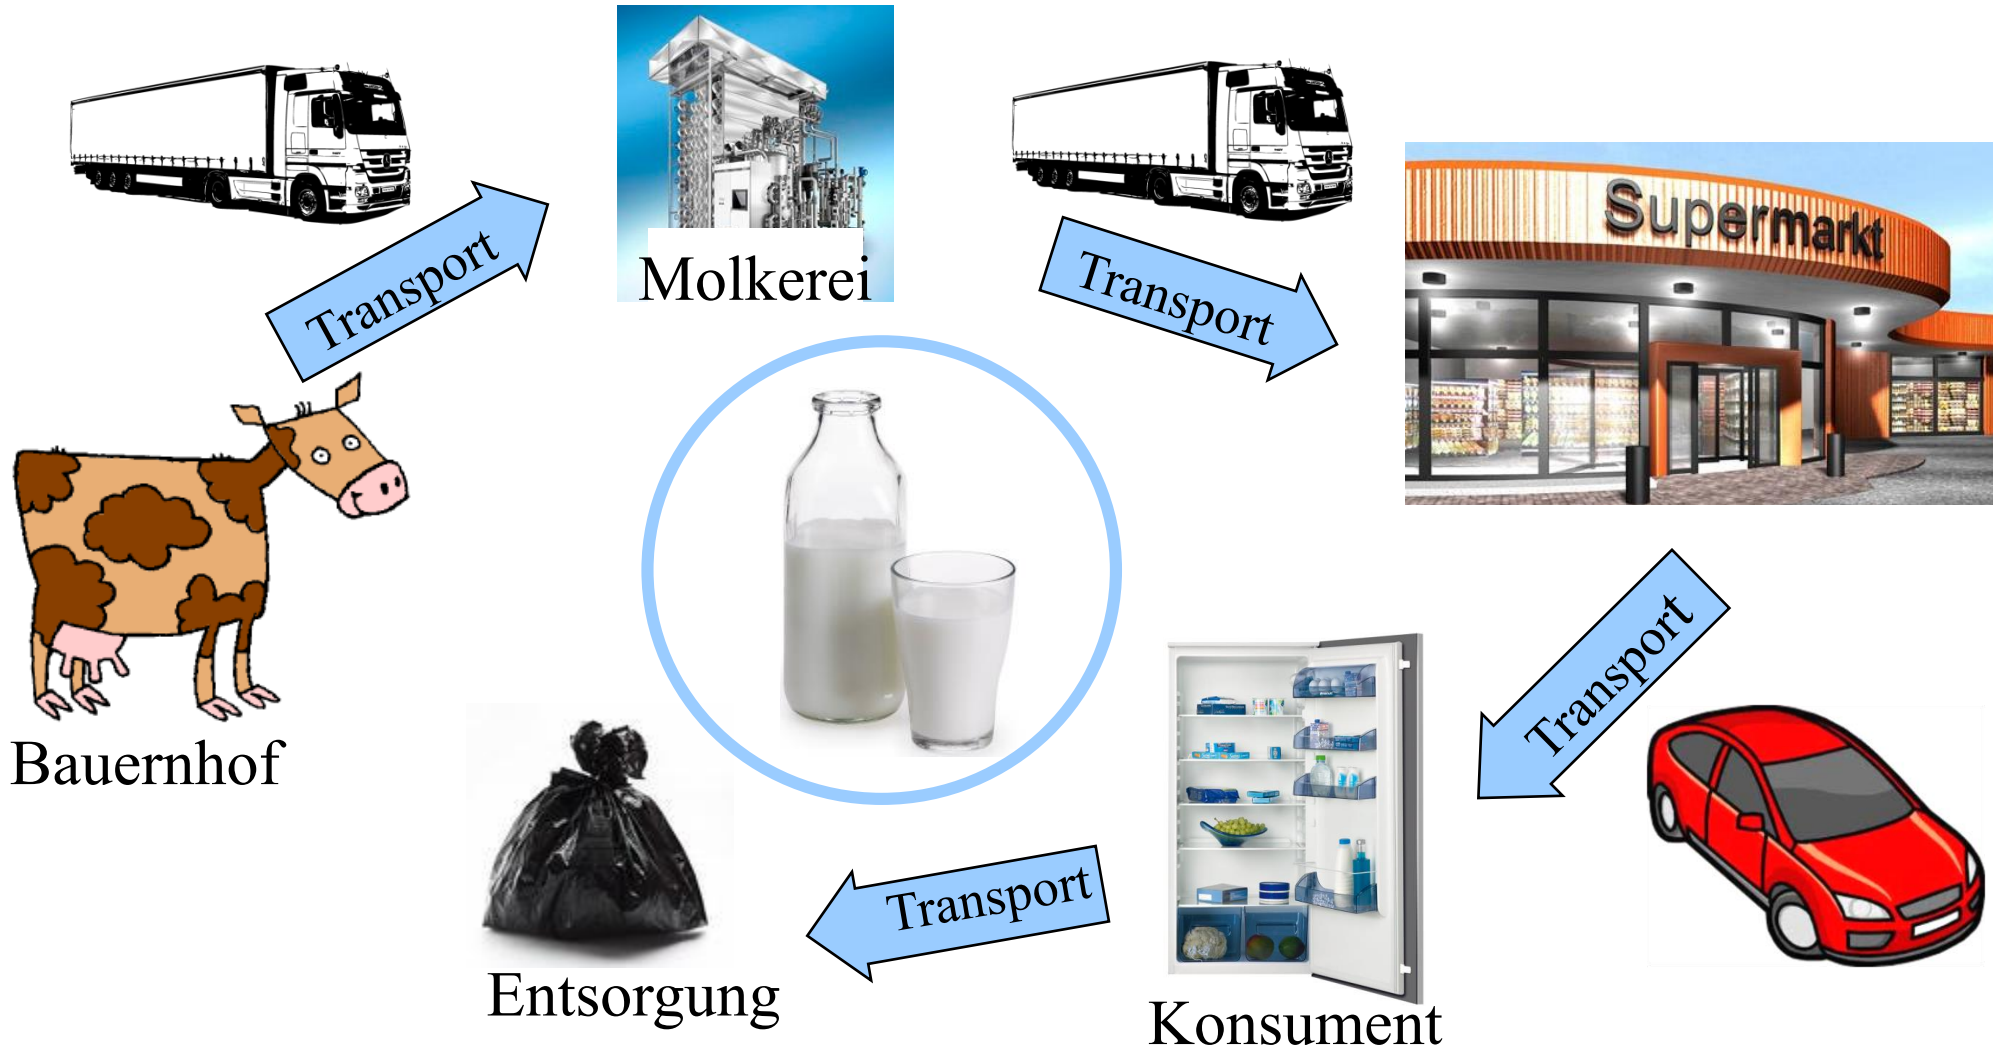 Transport
Molkerei
Transport
Supermarkt
Transport
Konsument
Transport
Entsorgung
Bauernhof